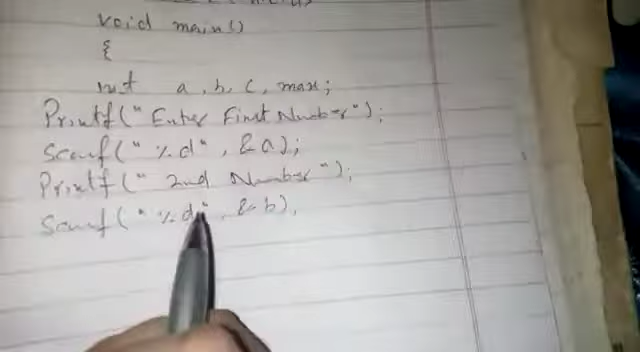 void main()
{
int a, b, c, max;
Printf(" Enter First Number");
Scanf(" %d" , &a);
Printf(" 2nd Number ");
Scanf(" %d" , &b),